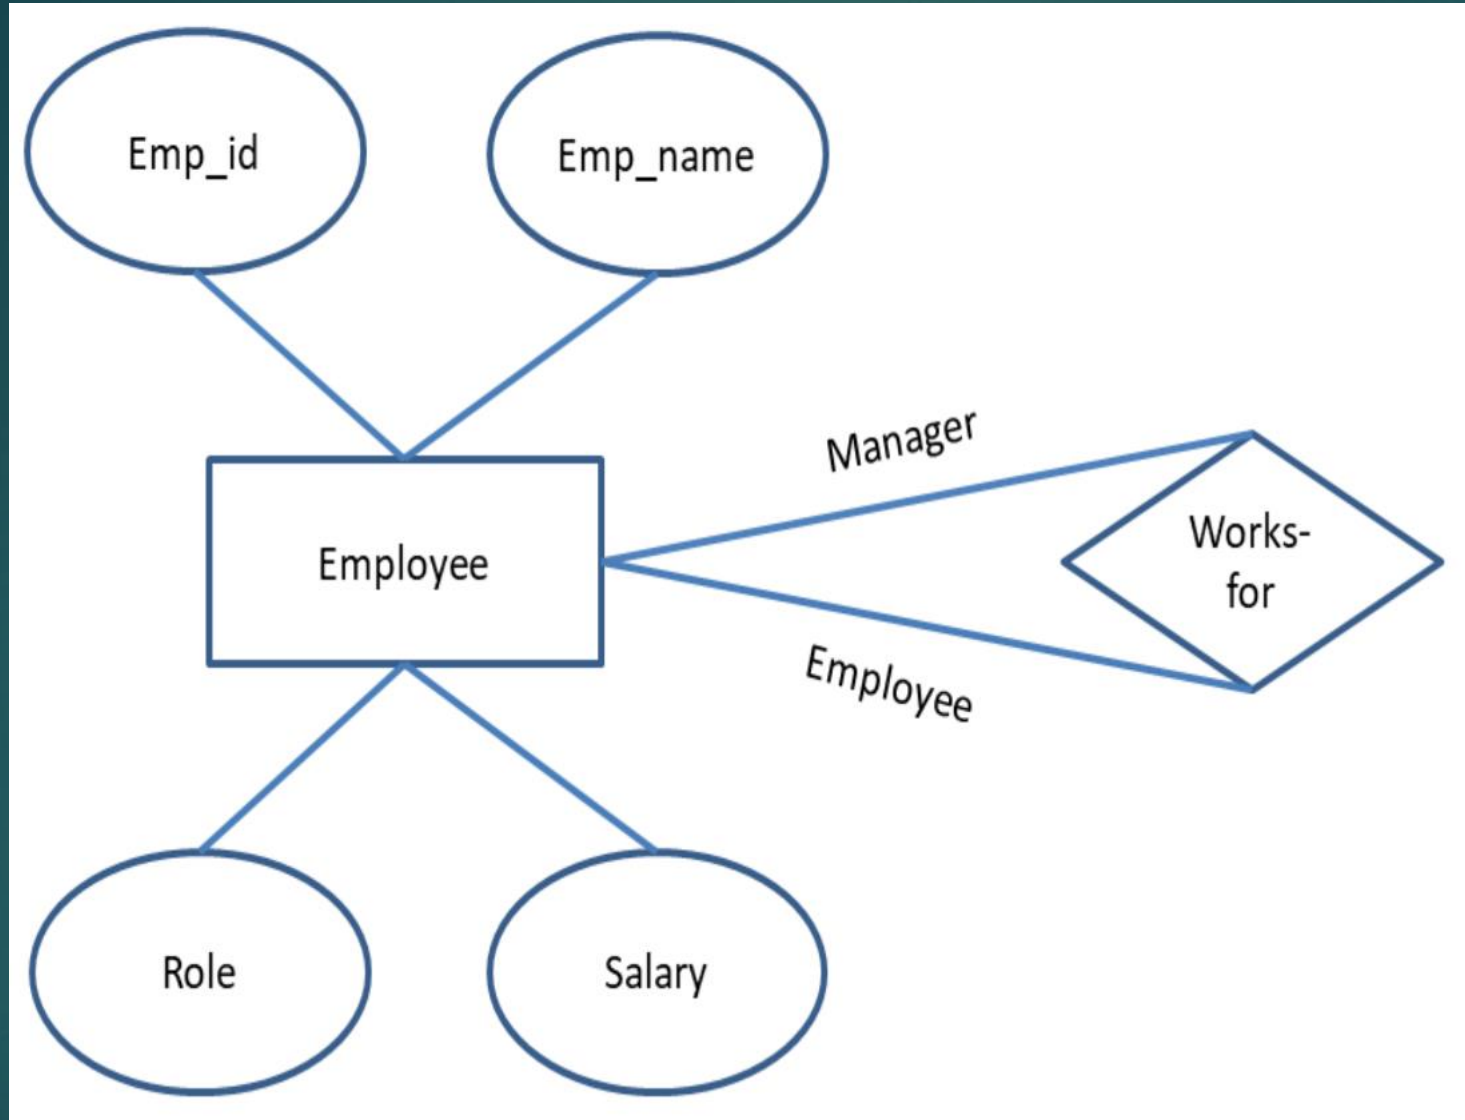 Emp_id
Emp_name
Manager
Employee
Works-
for
Employee
Role
Salary